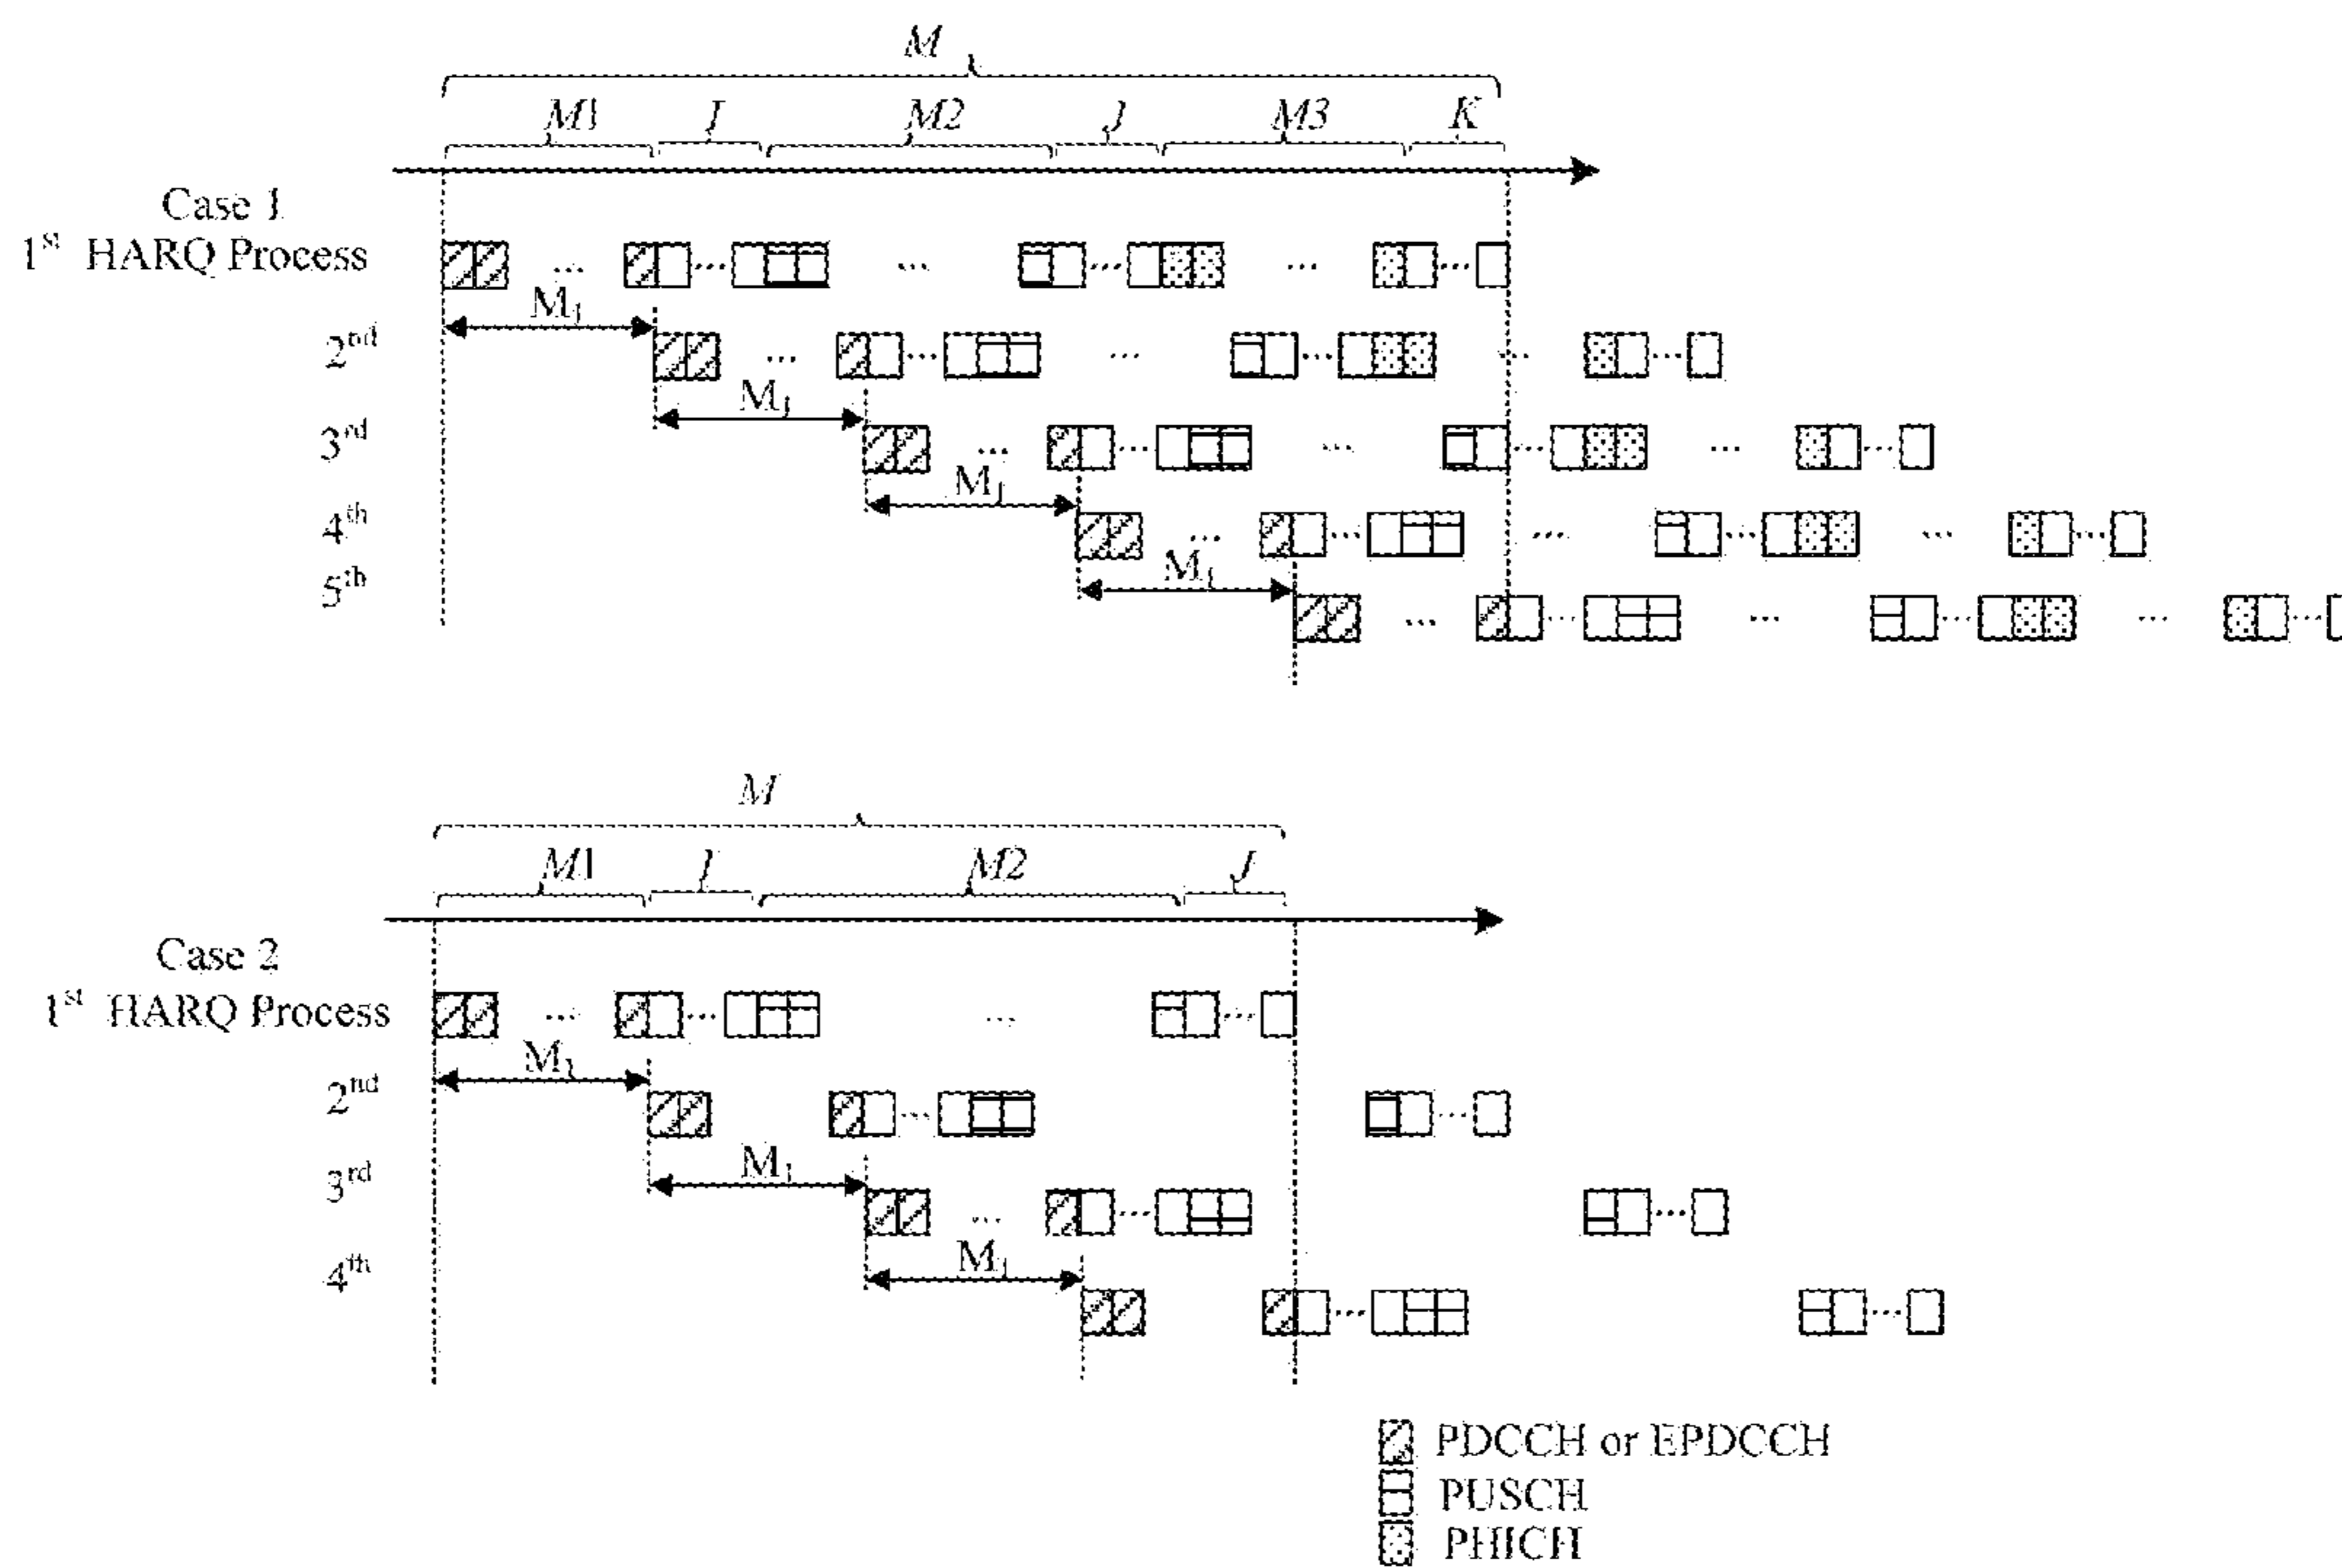 M
M1 J M2 J M3 K
Case 1
1st HARQ Process
M1
2nd
M1
3rd
M1
4th
M1
5th
M
M1 J M2 J
Case 2
1st HARQ Process
M1
2nd
M1
3rd
M1
4th
PDCCH or EPDCCH
PUSCH
PHICH